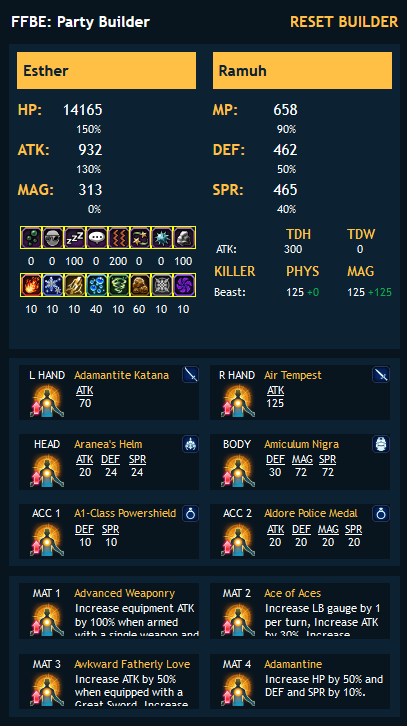 FFBE: Party Builder RESET BUILDER
Esther Ramuh
HP: 14165 MP: 658
150% 90%
ATK: 932 DEF: 462
130% 50%
MAG: 313 SPR: 465
0% 40%
TDH TDW
ATK: 300 0
0 0 100 0 200 0 0 100
KILLER PHYS MAG
Beast: 125 +0 125 +125
10 10 10 10 10 60 10 10
L HAND Adamantite Katana R HAND Air Tempest
ATK ATK
70 125
HEAD Aranea's Helm BODY Amiculum Nigra
ATK DEF SPR DEF MAG SPR
20 24 24 30 72 72
ACC 1 A1-Class Powershield ACC 2 Aldore Police Medal
DEF SPR ATK DEF MAG SPR
10 10 20 20 20 20
MAT 1 Advanced Weaponry MAT 2 Ace of Aces
Increase equipment ATK Increase LB gauge by 1
by 100% when armed per turn, Increase ATK
with a single weapon and by 30%, Increase
MAT 3 Awkward Fatherly Love MAT 4 Adamantine
Increase ATK by 50% Increase HP by 50% and
when equipped with a DEF and SPR by 10%.
Great Sword, Increase